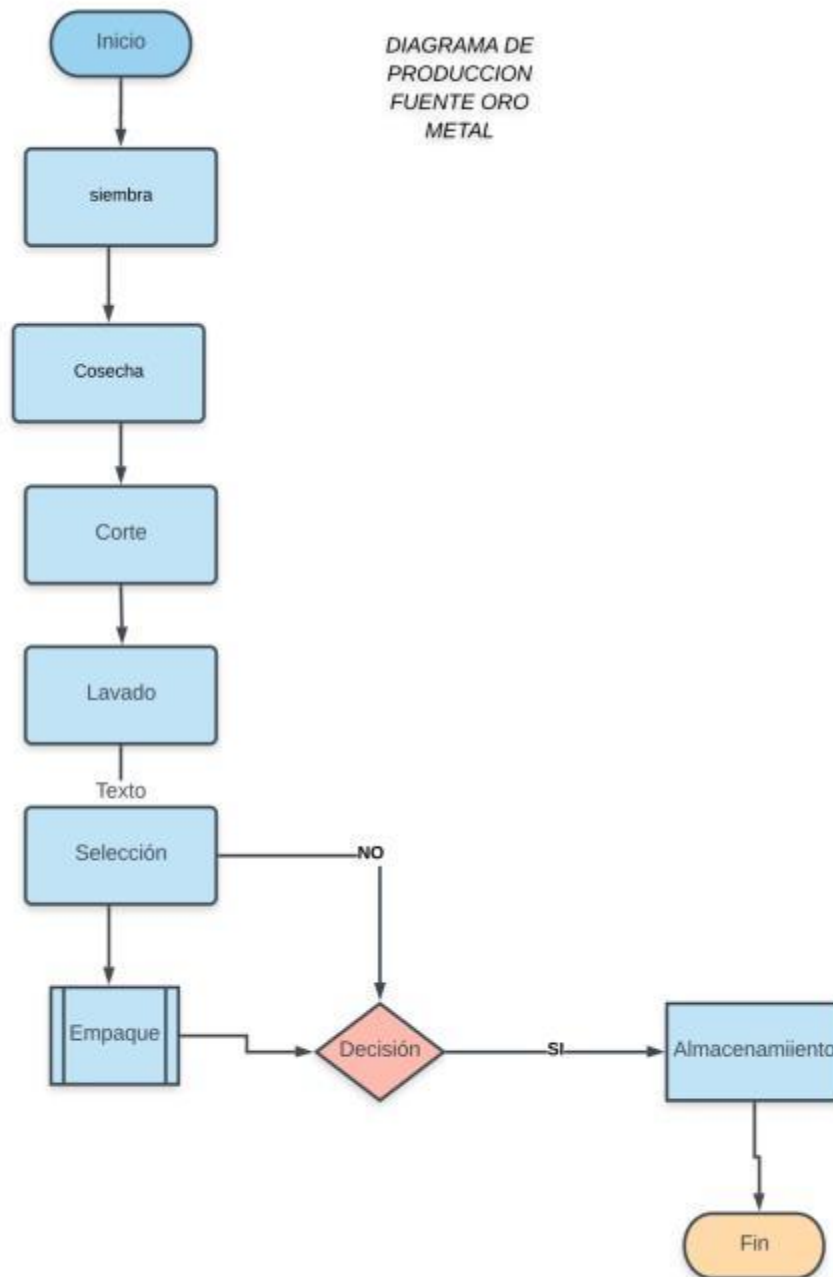 Inicio
DIAGRAMA DE
PRODUCCION
FUENTE ORO
METAL
siembra
Cosecha
Corte
Lavado
Texto
Selección
NO
Empaque
Decisión
SI
Almacenamiiento
Fin